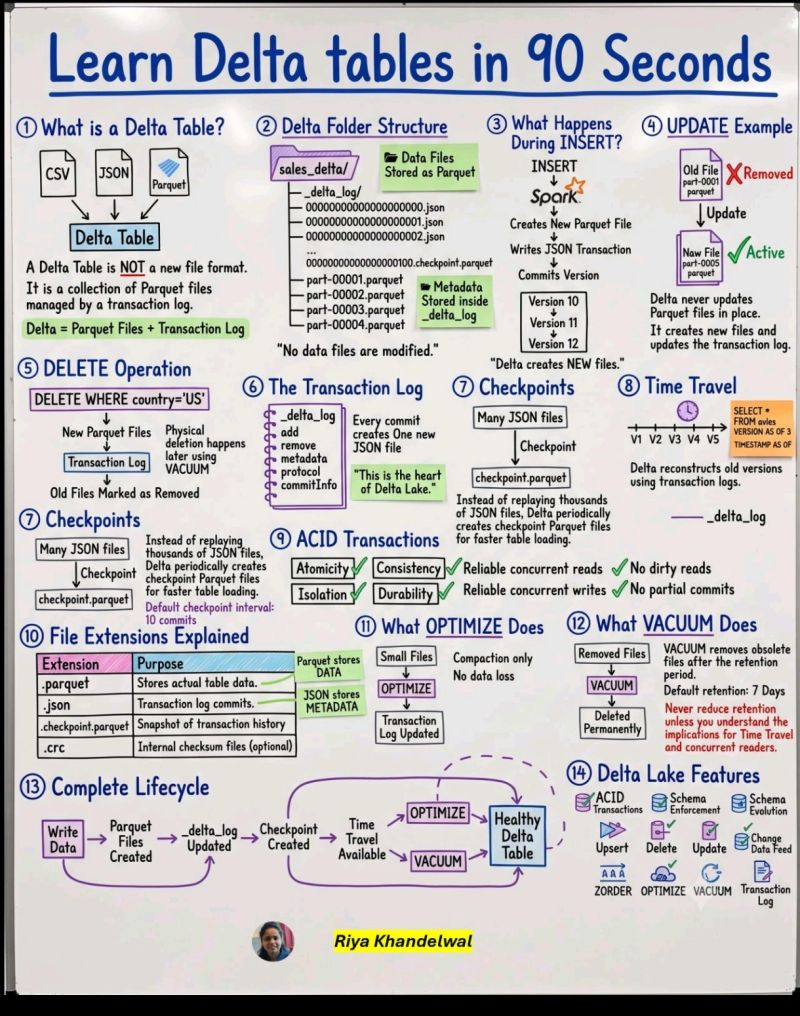 Learn Delta tables in 90 Seconds
① What is a Delta Table?
CSV
JSON
Parquet
Delta Table
A Delta Table is NOT a new file format.
It is a collection of Parquet files
managed by a transaction log.
Delta = Parquet Files + Transaction Log
② Delta Folder Structure
sales_delta/
Data Files
Stored as Parquet
_delta_log/
00000000000000000000.json
00000000000000000001.json
00000000000000000002.json
...
00000000000000000100.checkpoint.parquet
part-00001.parquet
part-00002.parquet
part-00003.parquet
part-00004.parquet
Metadata
Stored inside
_delta_log
"No data files are modified."
③ What Happens
During INSERT?
INSERT
Spark
Creates New Parquet File
Writes JSON Transaction
Commits Version
Version 10
Version 11
Version 12
"Delta creates NEW files."
④ UPDATE Example
Old File
part-0001
parquet
Removed
Update
Naw File
part-0005
parquet
Active
Delta never updates
Parquet files in place.
It creates new files and
updates the transaction log.
⑤ DELETE Operation
DELETE WHERE country='US'
New Parquet Files
Transaction Log
Old Files Marked as Removed
Physical
deletion happens
later using
VACUUM
⑥ The Transaction Log
_delta_log
add
remove
metadata
protocol
commitInfo
Every commit
creates One new
JSON file
"This is the heart
of Delta Lake."
⑦ Checkpoints
Many JSON files
Checkpoint
checkpoint.parquet
Instead of replaying thousands
of JSON files, Delta periodically
creates checkpoint Parquet files
for faster table loading.
⑧ Time Travel
V1 V2 V3 V4 V5
SELECT *
FROM avies
VERSION AS OF 3
TIMESTAMP AS OF
Delta reconstructs old versions
using transaction logs.
_delta_log
⑦ Checkpoints
Many JSON files
Checkpoint
checkpoint.parquet
Instead of replaying
thousands of JSON files,
Delta periodically creates
checkpoint Parquet files
for faster table loading.
Default checkpoint interval:
10 commits
⑨ ACID Transactions
Atomicity Consistency Reliable concurrent reads No dirty reads
Isolation Durability Reliable concurrent writes No partial commits
⑩ File Extensions Explained
Extension Purpose
.parquet Stores actual table data.
.json Transaction log commits.
.checkpoint.parquet Snapshot of transaction history
.crc Internal checksum files (optional)
Parquet stores
DATA
JSON stores
METADATA
⑪ What OPTIMIZE Does
Small Files
OPTIMIZE
Transaction
Log Updated
Compaction only
No data loss
⑫ What VACUUM Does
Removed Files
VACUUM
Deleted
Permanently
VACUUM removes obsolete
files after the retention
period.
Default retention: 7 Days
Never reduce retention
unless you understand the
implications for Time Travel
and concurrent readers.
⑬ Complete Lifecycle
Write
Data
Parquet
Files
Created
_delta_log
Updated
Checkpoint
Created
Time
Travel
Available
OPTIMIZE
VACUUM
Healthy
Delta
Table
⑭ Delta Lake Features
ACID
Transactions
Schema
Enforcement
Schema
Evolution
Upsert
Delete
Update
Change
Data Feed
ZORDER
OPTIMIZE
VACUUM
Transaction
Log
Riya Khandelwal